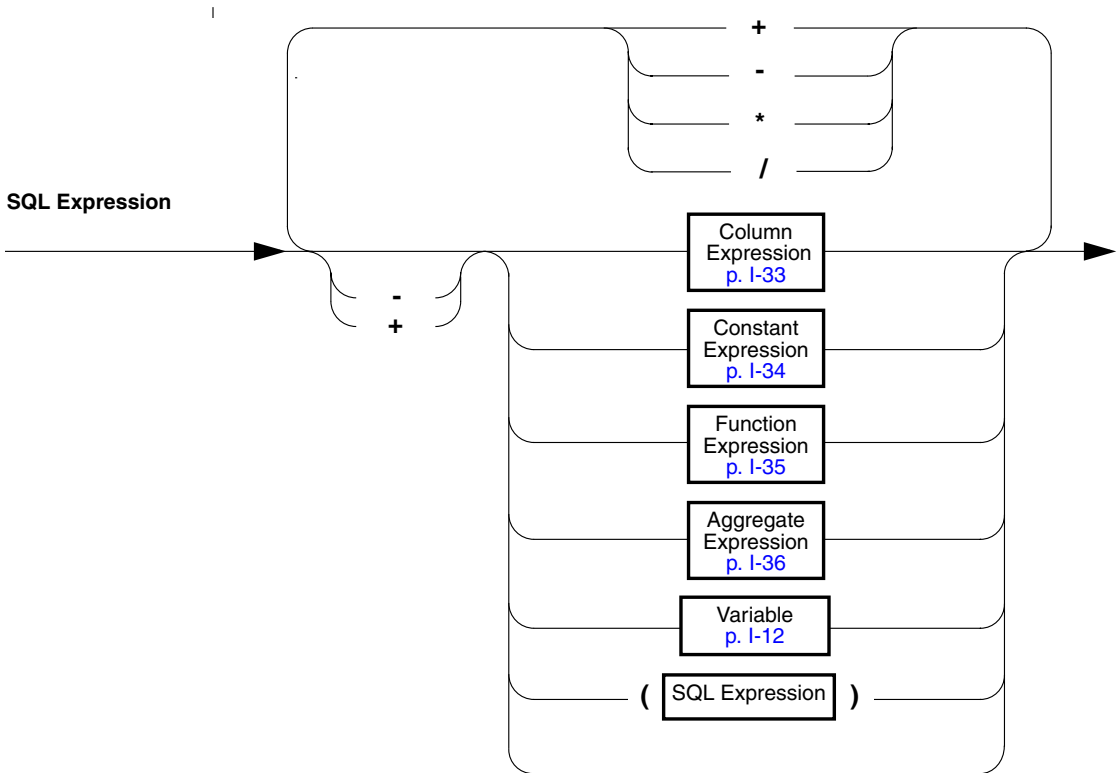 +
-
*
/
SQL Expression
Column
Expression
p. I-33
-
+
Constant
Expression
p. I-34
Function
Expression
p. I-35
Aggregate
Expression
p. I-36
Variable
p. I-12
( SQL Expression )